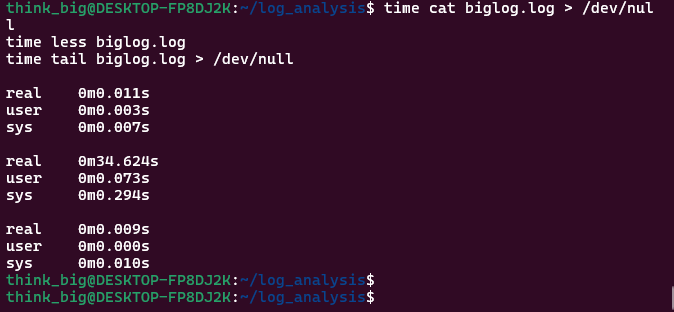 think_big@DESKTOP-FP8DJ2K:~/log_analysis$ time cat biglog.log > /dev/nul
l
time less biglog.log
time tail biglog.log > /dev/null

real    0m0.011s
user    0m0.003s
sys     0m0.007s

real    0m34.624s
user    0m0.073s
sys     0m0.294s

real    0m0.009s
user    0m0.000s
sys     0m0.010s
think_big@DESKTOP-FP8DJ2K:~/log_analysis$
think_big@DESKTOP-FP8DJ2K:~/log_analysis$